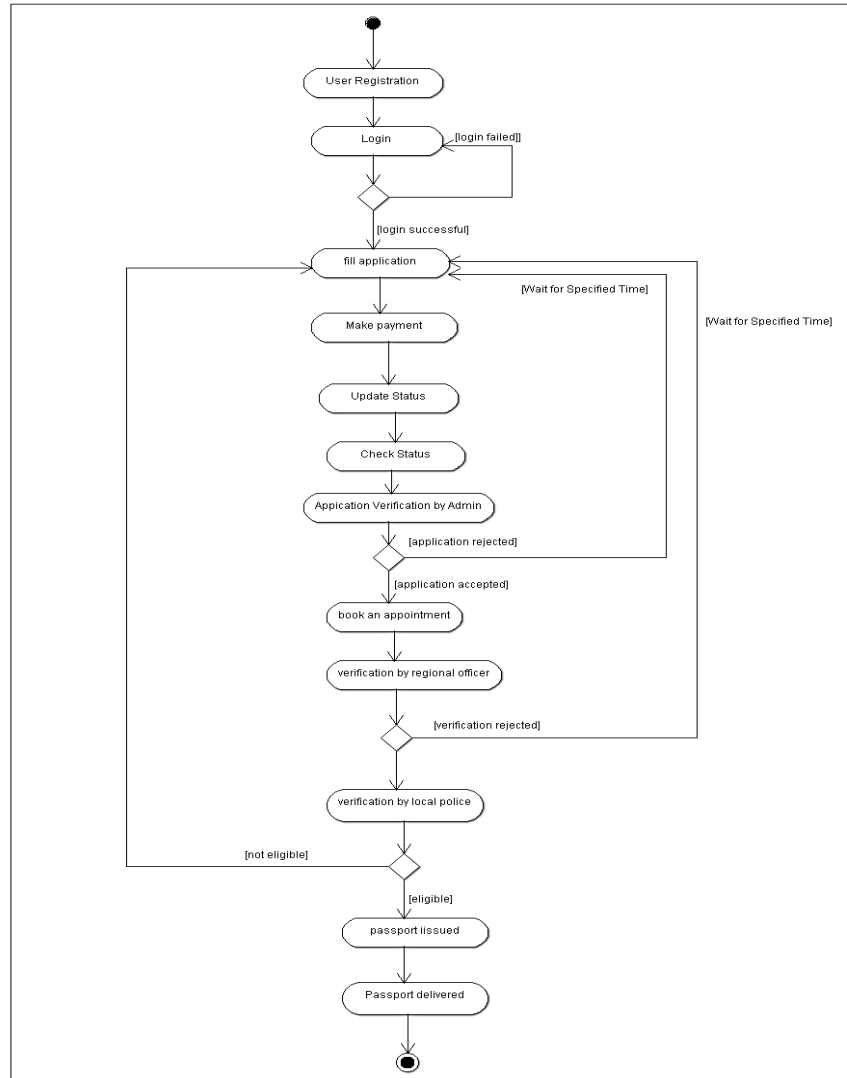 User Registration
Login
[login failed]]
[login successful]
fill application
[Wait for Specified Time]
[Wait for Specified Time]
Make payment
Update Status
Check Status
Appication Verification by Admin
[application rejected]
[application accepted]
book an appointment
verification by regional officer
[verification rejected]
verification by local police
[not eligible]
[eligible]
passport iissued
Passport delivered